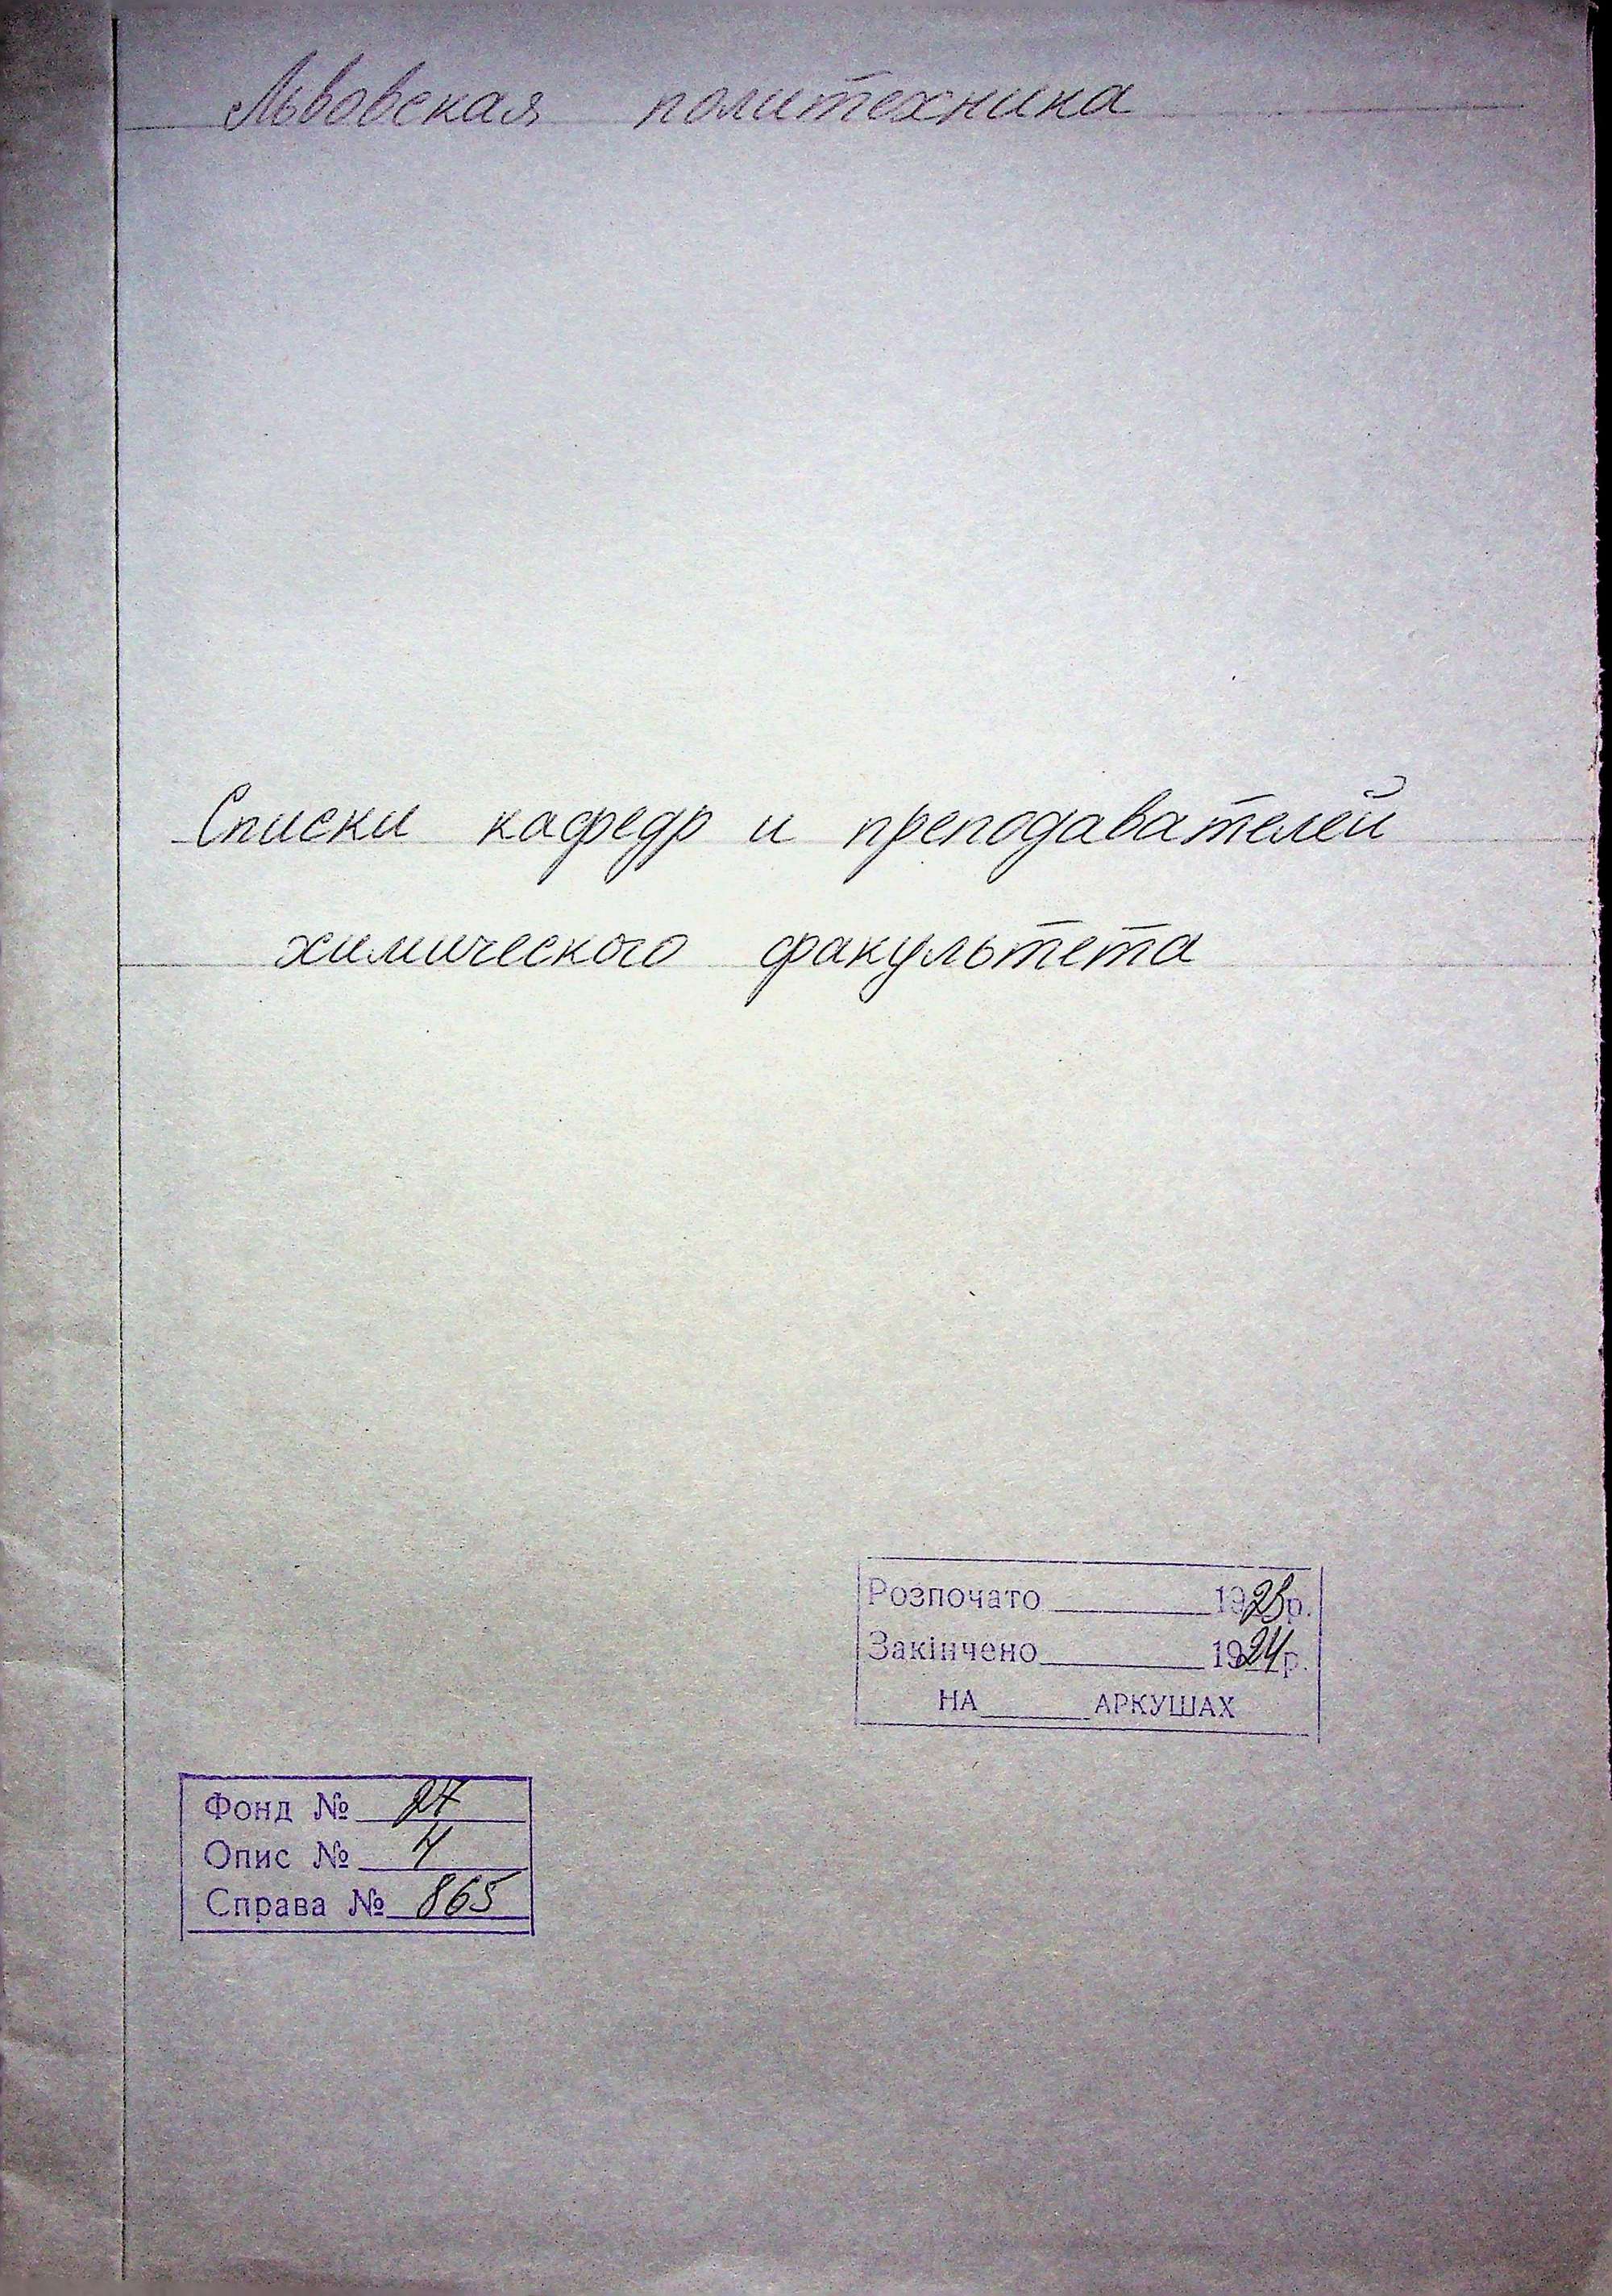 Львовская политехника
Списки кафедр и преподавателей
химического факультета
Розпочато 1923 р.
Закінчено 1924 р.
НА АРКУШАХ
Фонд № 27
Опис № 4
Справа № 865